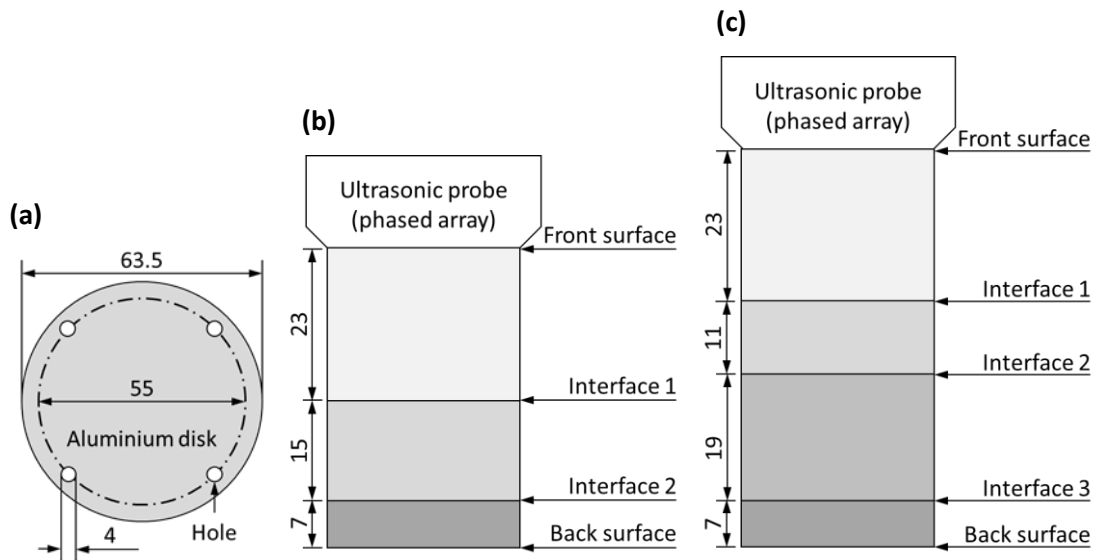 (a)
63.5
55
Aluminium disk
Hole
4
(b)
Ultrasonic probe
(phased array)
Front surface
23
Interface 1
15
Interface 2
7
Back surface
(c)
Ultrasonic probe
(phased array)
Front surface
23
Interface 1
11
Interface 2
19
Interface 3
7
Back surface